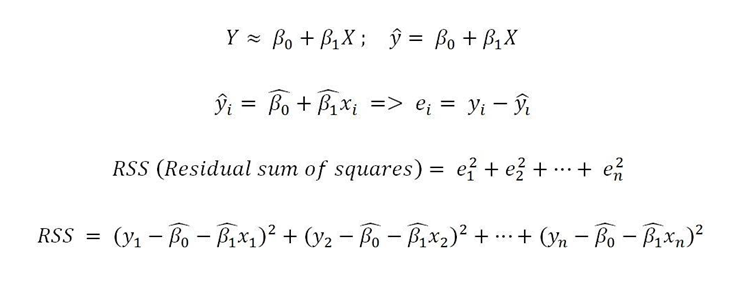 Y ≈ β₀ + β₁X ;   ŷ = β₀ + β₁X
ŷᵢ = β̂₀ + β̂₁xᵢ => eᵢ = yᵢ − ŷᵢ
RSS (Residual sum of squares) = e₁² + e₂² + ⋯ + eₙ²
RSS = (y₁ − β̂₀ − β̂₁x₁)² + (y₂ − β̂₀ − β̂₁x₂)² + ⋯ + (yₙ − β̂₀ − β̂₁xₙ)²